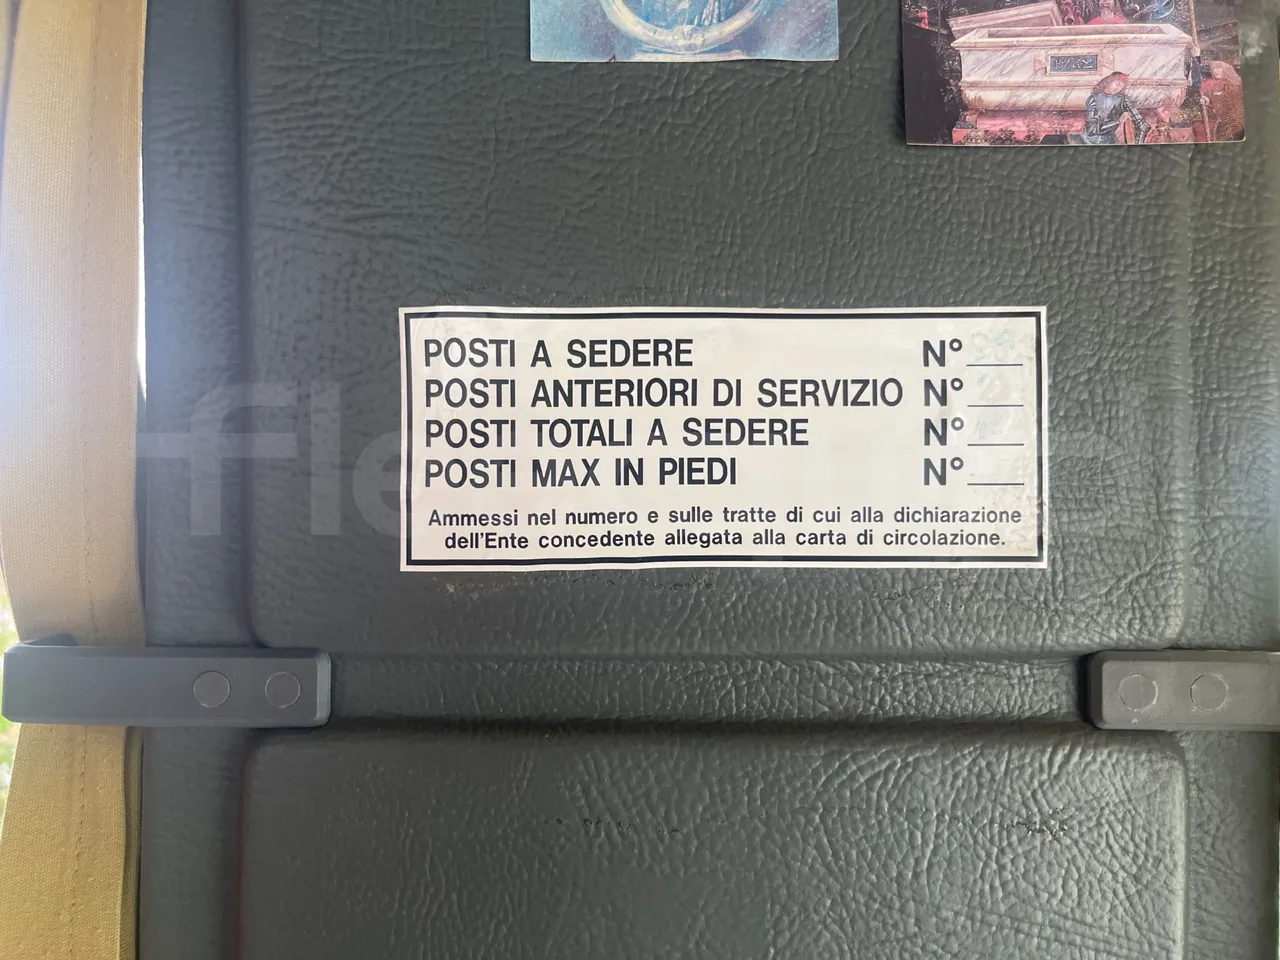 POSTI A SEDERE N°
POSTI ANTERIORI DI SERVIZIO N°
POSTI TOTALI A SEDERE N°
POSTI MAX IN PIEDI N°
Ammessi nel numero e sulle tratte di cui alla dichiarazione
dell'Ente concedente allegata alla carta di circolazione.